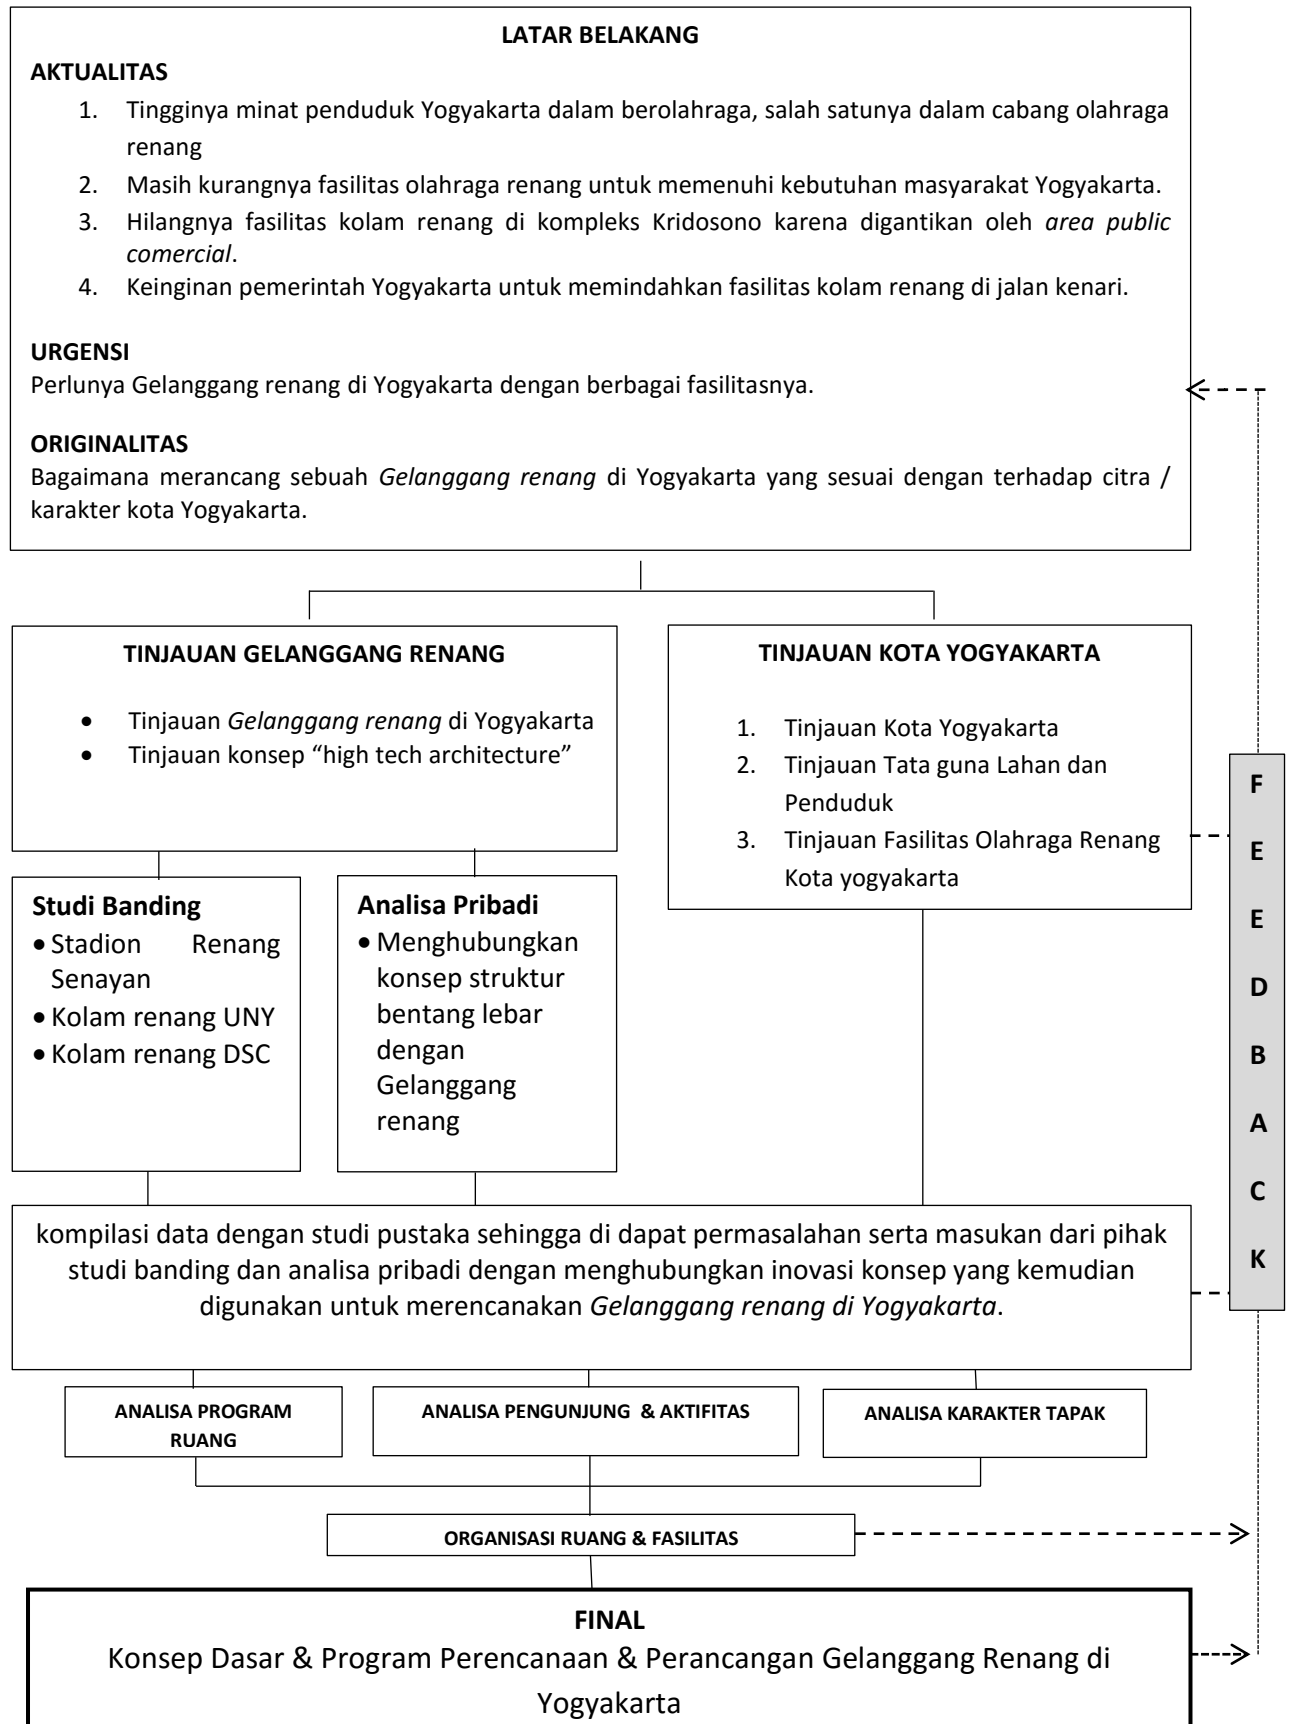 LATAR BELAKANG
AKTUALITAS
1. Tingginya minat penduduk Yogyakarta dalam berolahraga, salah satunya dalam cabang olahraga
renang
2. Masih kurangnya fasilitas olahraga renang untuk memenuhi kebutuhan masyarakat Yogyakarta.
3. Hilangnya fasilitas kolam renang di kompleks Kridosono karena digantikan oleh area public
comercial.
4. Keinginan pemerintah Yogyakarta untuk memindahkan fasilitas kolam renang di jalan kenari.
URGENSI
Perlunya Gelanggang renang di Yogyakarta dengan berbagai fasilitasnya.
ORIGINALITAS
Bagaimana merancang sebuah Gelanggang renang di Yogyakarta yang sesuai dengan terhadap citra /
karakter kota Yogyakarta.
TINJAUAN GELANGGANG RENANG
• Tinjauan Gelanggang renang di Yogyakarta
• Tinjauan konsep “high tech architecture”
TINJAUAN KOTA YOGYAKARTA
1. Tinjauan Kota Yogyakarta
2. Tinjauan Tata guna Lahan dan
Penduduk
3. Tinjauan Fasilitas Olahraga Renang
Kota yogyakarta
Studi Banding
• Stadion Renang
Senayan
• Kolam renang UNY
• Kolam renang DSC
Analisa Pribadi
• Menghubungkan
konsep struktur
bentang lebar
dengan
Gelanggang
renang
F
E
E
D
B
A
C
K
kompilasi data dengan studi pustaka sehingga di dapat permasalahan serta masukan dari pihak
studi banding dan analisa pribadi dengan menghubungkan inovasi konsep yang kemudian
digunakan untuk merencanakan Gelanggang renang di Yogyakarta.
ANALISA PROGRAM
RUANG
ANALISA PENGUNJUNG & AKTIFITAS
ANALISA KARAKTER TAPAK
ORGANISASI RUANG & FASILITAS
FINAL
Konsep Dasar & Program Perencanaan & Perancangan Gelanggang Renang di
Yogyakarta